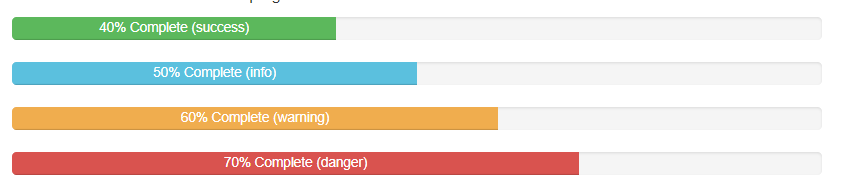 40% Complete (success)
50% Complete (info)
60% Complete (warning)
70% Complete (danger)